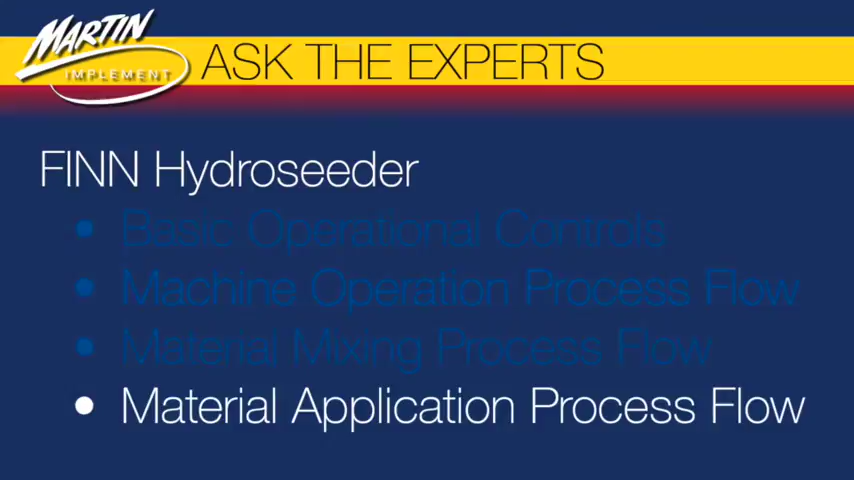 MARTIN
IMPLEMENT
ASK THE EXPERTS
FINN Hydroseeder
• Basic Operational Controls
• Machine Operation Process Flow
• Material Mixing Process Flow
• Material Application Process Flow